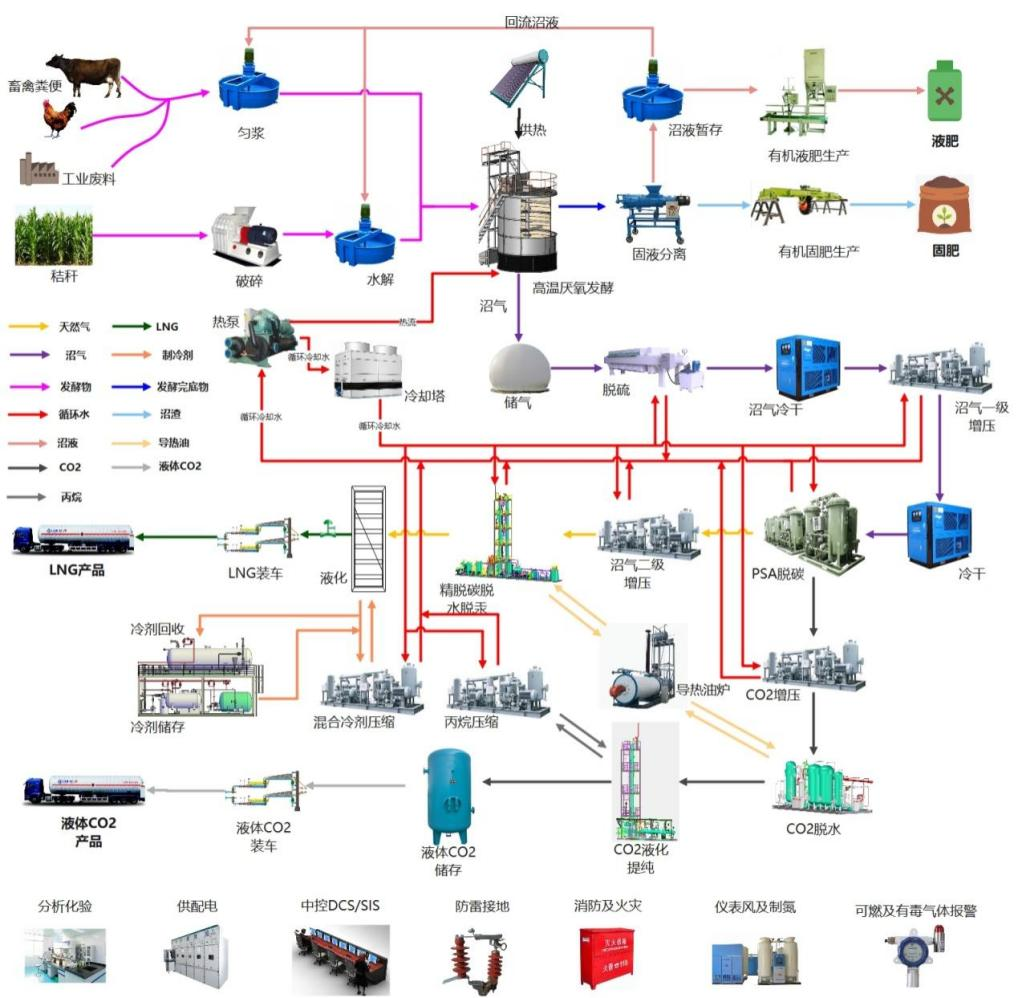 回流沼液
畜禽粪便
匀浆
供热
沼液暂存
有机液肥生产
液肥
工业废料
秸秆
破碎
水解
高温厌氧发酵
固液分离
有机固肥生产
固肥
沼气
热泵
热流
循环冷却水
冷却塔
循环冷却水
循环冷却水
储气
脱硫
沼气冷干
沼气一级
增压
天然气
LNG
沼气
制冷剂
发酵物
发酵完底物
循环水
沼渣
沼液
导热油
CO2
液体CO2
丙烷
LNG产品
LNG装车
液化
精脱碳脱
水脱汞
沼气二级
增压
PSA脱碳
冷干
冷剂回收
冷剂储存
混合冷剂压缩
丙烷压缩
导热油炉
CO2增压
液体CO2
产品
液体CO2
装车
液体CO2
储存
CO2液化
提纯
CO2脱水
分析化验
供配电
中控DCS/SIS
防雷接地
消防及火灾
仪表风及制氮
可燃及有毒气体报警
灭火器箱
火警119